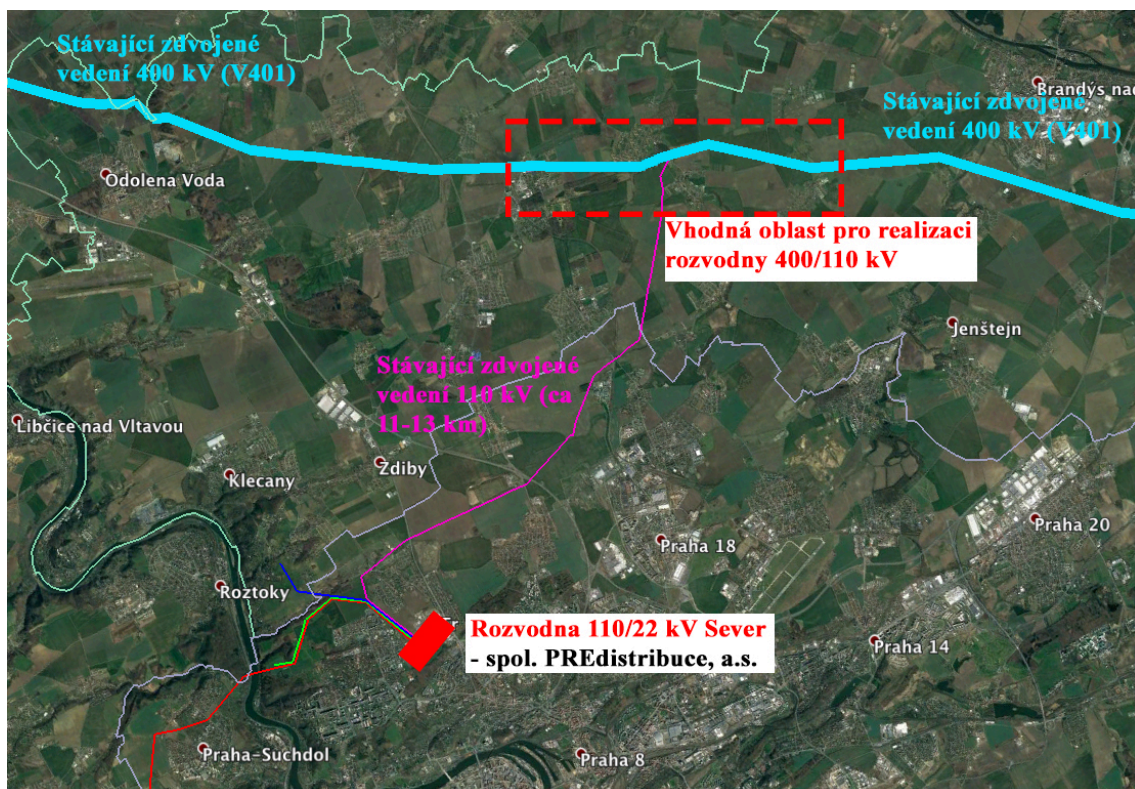 Stávající zdvojené
vedení 400 kV (V401)
Brandýs nad
Stávající zdvojené
vedení 400 kV (V401)
Odolena Voda
Vhodná oblast pro realizaci
rozvodny 400/110 kV
Jenštejn
Stávající zdvojené
vedení 110 kV (ca
11-13 km)
Libčice nad Vltavou
Klecany
Zdiby
Praha 20
Praha 18
Roztoky
Rozvodna 110/22 kV Sever
- spol. PREdistribuce, a.s.
Praha 14
Praha-Suchdol
Praha 8